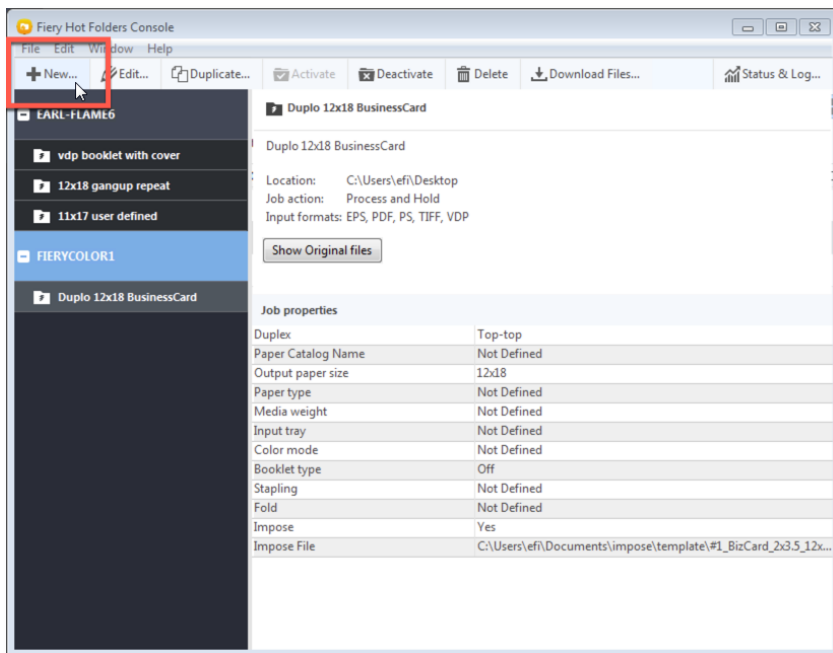 Fiery Hot Folders Console
File Edit Window Help
New... Edit... Duplicate... Activate Deactivate Delete Download Files... Status & Log...
EARL-FLAME6
vdp booklet with cover
12x18 gangup repeat
11x17 user defined
FIERYCOLOR1
Duplo 12x18 BusinessCard
Duplo 12x18 BusinessCard
Duplo 12x18 BusinessCard
Location: C:\Users\efi\Desktop
Job action: Process and Hold
Input formats: EPS, PDF, PS, TIFF, VDP
Show Original files
Job properties
Duplex Top-top
Paper Catalog Name Not Defined
Output paper size 12x18
Paper type Not Defined
Media weight Not Defined
Input tray Not Defined
Color mode Not Defined
Booklet type Off
Stapling Not Defined
Fold Not Defined
Impose Yes
Impose File C:\Users\efi\Documents\impose\template\#1_BizCard_2x3.5_12x...